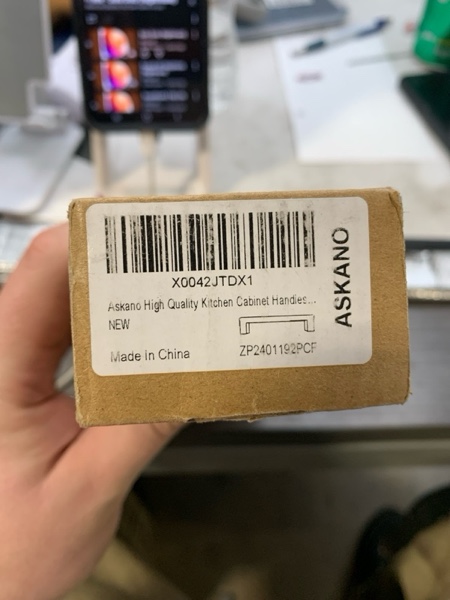 X0042JTDX1
Askano High Quality Kitchen Cabinet Handles...
NEW
Made In China
ZP2401192PCF
ASKANO